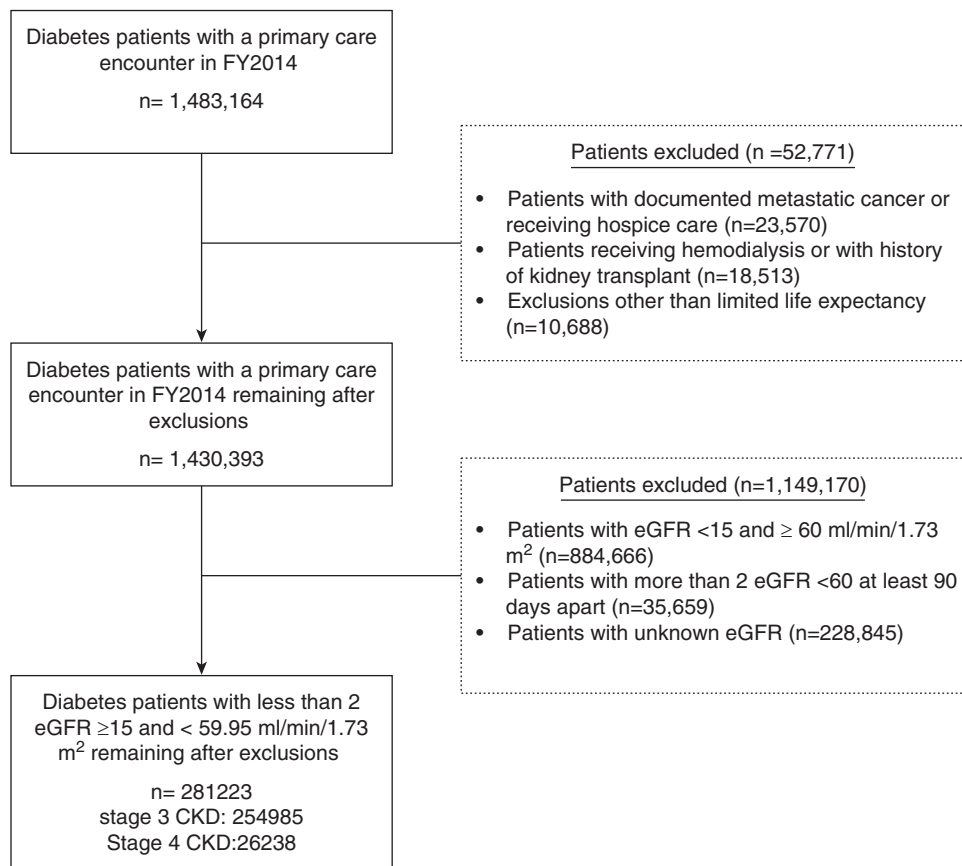 Diabetes patients with a primary care
encounter in FY2014
n= 1,483,164
Patients excluded (n =52,771)
• Patients with documented metastatic cancer or
receiving hospice care (n=23,570)
• Patients receiving hemodialysis or with history
of kidney transplant (n=18,513)
• Exclusions other than limited life expectancy
(n=10,688)
Diabetes patients with a primary care
encounter in FY2014 remaining after
exclusions
n= 1,430,393
Patients excluded (n=1,149,170)
• Patients with eGFR <15 and ≥ 60 ml/min/1.73
m² (n=884,666)
• Patients with more than 2 eGFR <60 at least 90
days apart (n=35,659)
• Patients with unknown eGFR (n=228,845)
Diabetes patients with less than 2
eGFR ≥15 and < 59.95 ml/min/1.73
m² remaining after exclusions
n= 281223
stage 3 CKD: 254985
Stage 4 CKD:26238